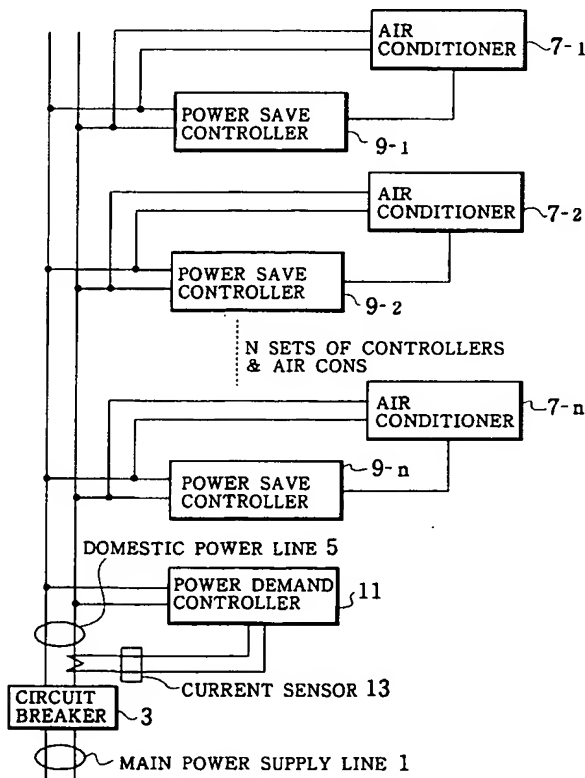 AIR
CONDITIONER
7-1
POWER SAVE
CONTROLLER
9-1
AIR
CONDITIONER
7-2
POWER SAVE
CONTROLLER
9-2
N SETS OF CONTROLLERS
& AIR CONS
AIR
CONDITIONER
7-n
9-n
POWER SAVE
CONTROLLER
DOMESTIC POWER LINE 5
POWER DEMAND
CONTROLLER
11
CURRENT SENSOR 13
CIRCUIT
BREAKER
3
MAIN POWER SUPPLY LINE 1